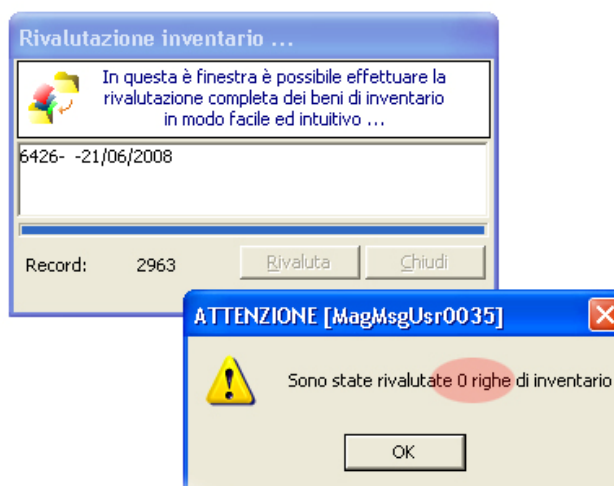 Rivalutazione inventario ...
In questa è finestra è possibile effettuare la
rivalutazione completa dei beni di inventario
in modo facile ed intuitivo ...
6426- -21/06/2008
Record: 2963 Rivaluta Chiudi
ATTENZIONE [MagMsgUsr0035]
Sono state rivalutate 0 righe di inventario
OK